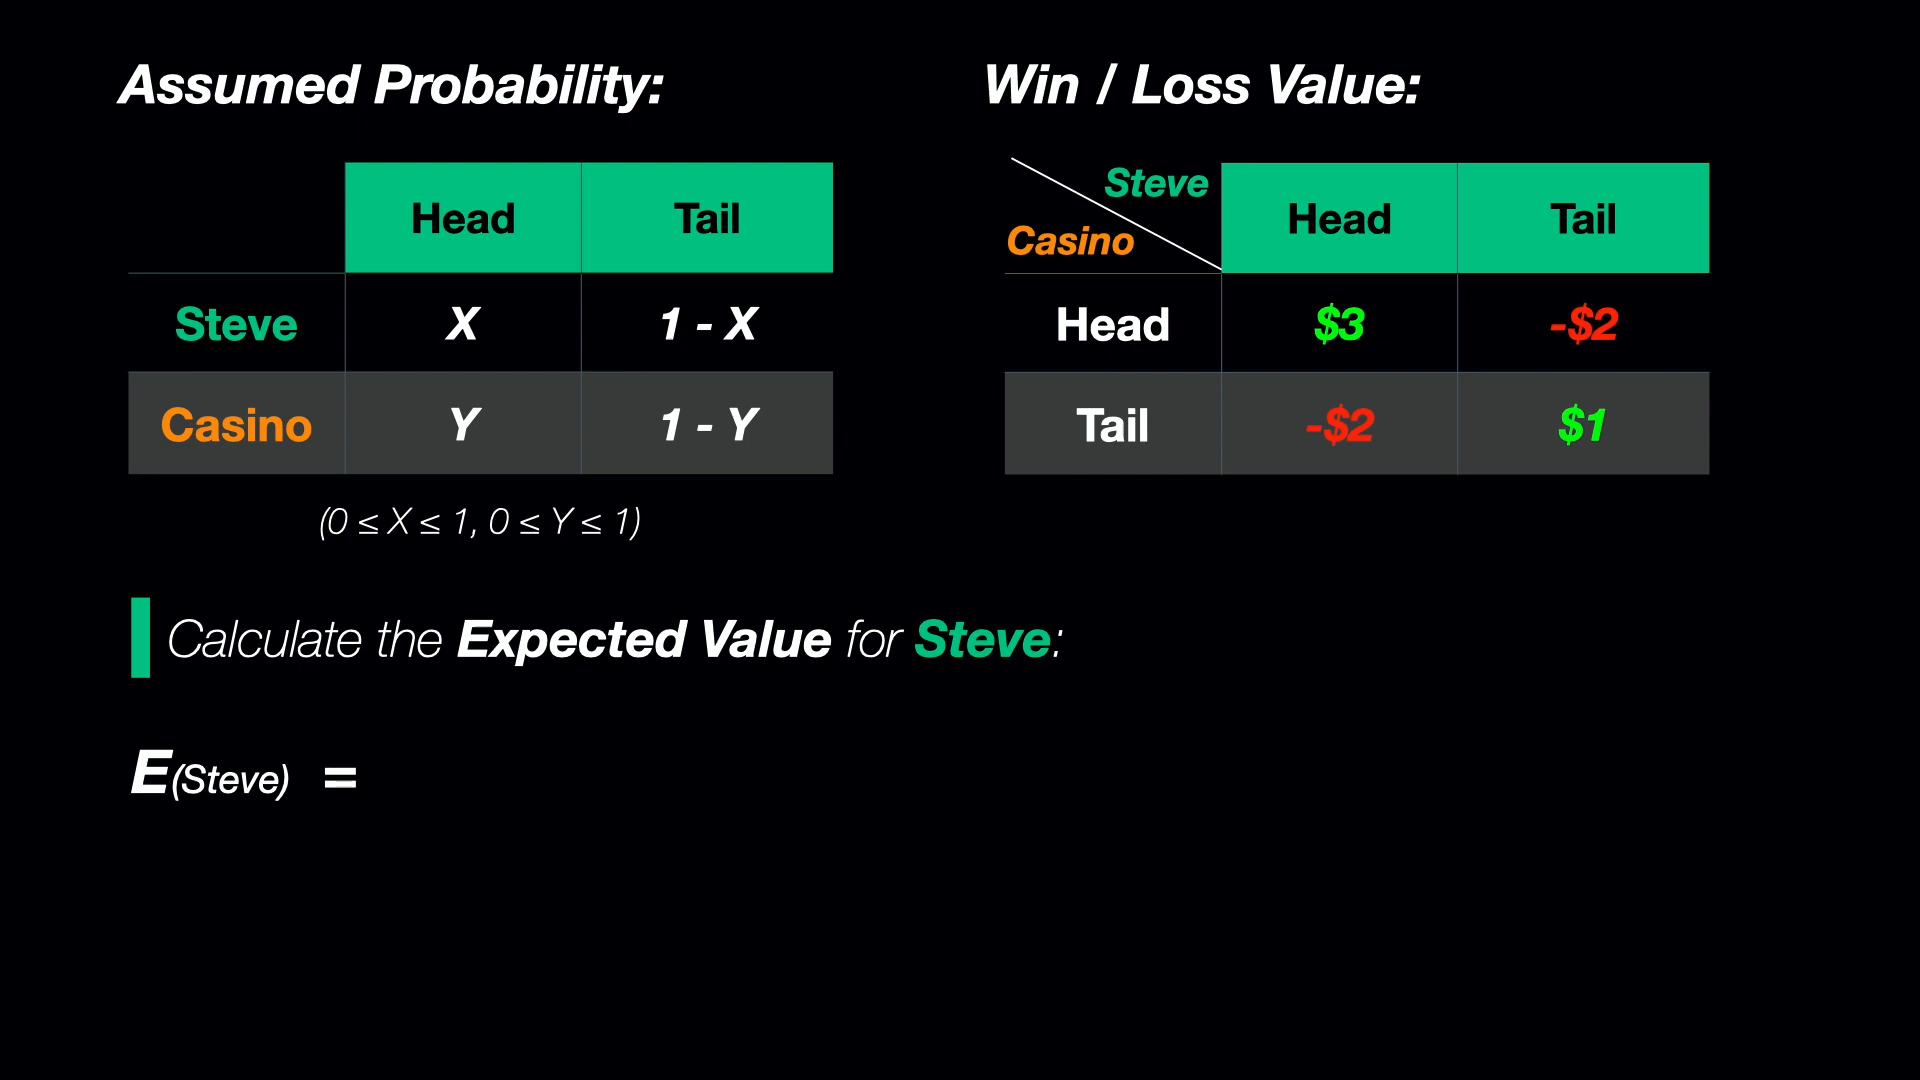 Assumed Probability:
Head Tail
Steve X 1 - X
Casino Y 1 - Y
(0 ≤ X ≤ 1, 0 ≤ Y ≤ 1)
Win / Loss Value:
Steve
Casino
Head Tail
Head $3 -$2
Tail -$2 $1
Calculate the Expected Value for Steve:
E(Steve) =